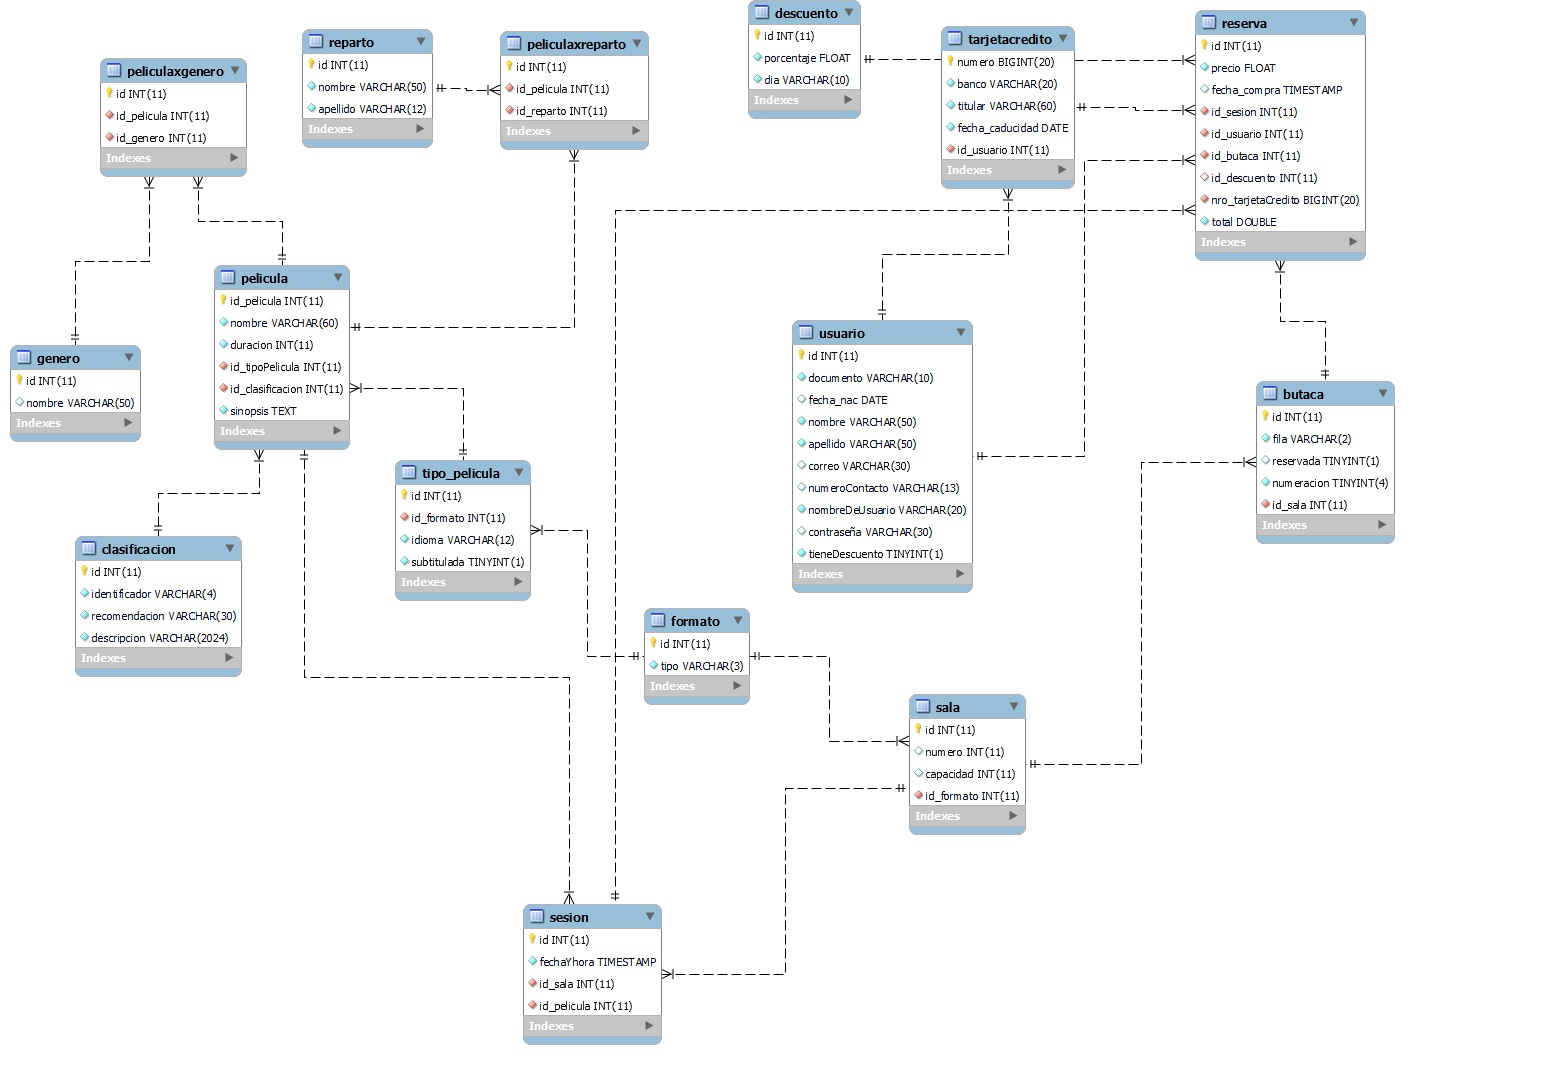 descuento
id INT(11)
porcentaje FLOAT
dia VARCHAR(10)
Indexes
reserva
id INT(11)
precio FLOAT
fecha_compra TIMESTAMP
id_sesion INT(11)
id_usuario INT(11)
id_butaca INT(11)
id_descuento INT(11)
nro_tarjetaCredito BIGINT(20)
total DOUBLE
Indexes
tarjetacredito
numero BIGINT(20)
banco VARCHAR(20)
titular VARCHAR(60)
fecha_caducidad DATE
id_usuario INT(11)
Indexes
reparto
id INT(11)
nombre VARCHAR(50)
apellido VARCHAR(12)
Indexes
peliculaxreparto
id INT(11)
id_pelicula INT(11)
id_reparto INT(11)
Indexes
peliculaxgenero
id INT(11)
id_pelicula INT(11)
id_genero INT(11)
Indexes
pelicula
id_pelicula INT(11)
nombre VARCHAR(60)
duracion INT(11)
id_tipoPelicula INT(11)
id_clasificacion INT(11)
sinopsis TEXT
Indexes
usuario
id INT(11)
documento VARCHAR(10)
fecha_nac DATE
nombre VARCHAR(50)
apellido VARCHAR(50)
correo VARCHAR(30)
numeroContacto VARCHAR(13)
nombreDeUsuario VARCHAR(20)
contraseña VARCHAR(30)
tieneDescuento TINYINT(1)
Indexes
genero
id INT(11)
nombre VARCHAR(50)
Indexes
butaca
id INT(11)
fila VARCHAR(2)
reservada TINYINT(1)
numeracion TINYINT(4)
id_sala INT(11)
Indexes
tipo_pelicula
id INT(11)
id_formato INT(11)
idioma VARCHAR(12)
subtitulada TINYINT(1)
Indexes
clasificacion
id INT(11)
identificador VARCHAR(4)
recomendacion VARCHAR(30)
descripcion VARCHAR(2024)
Indexes
formato
id INT(11)
tipo VARCHAR(3)
Indexes
sala
id INT(11)
numero INT(11)
capacidad INT(11)
id_formato INT(11)
Indexes
sesion
id INT(11)
fechaYhora TIMESTAMP
id_sala INT(11)
id_pelicula INT(11)
Indexes